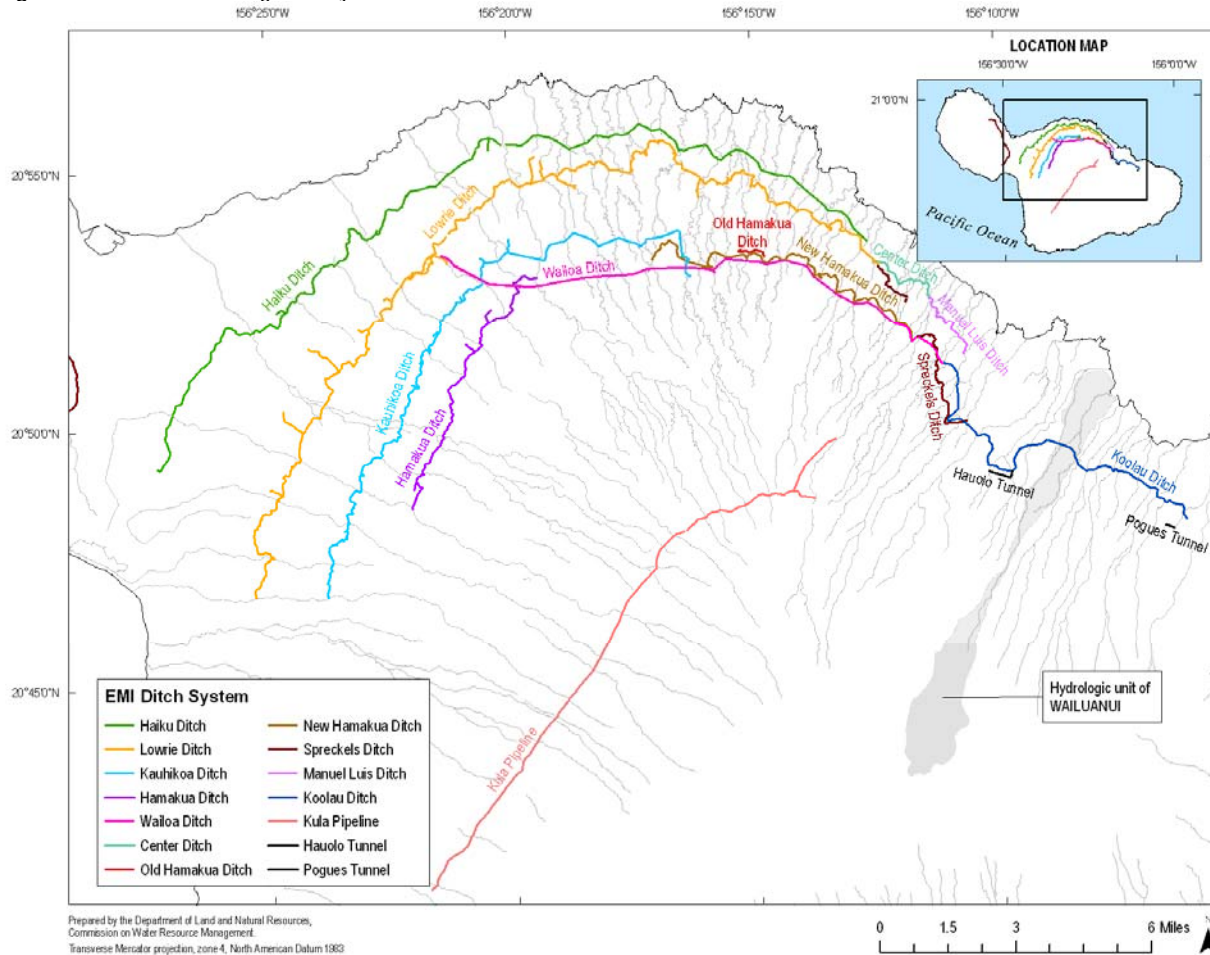 156°25'0"W
156°20'0"W
156°15'0"W
156°10'0"W
LOCATION MAP
156°30'0"W
156°0'0"W
21°0'0"N
Pacific Ocean
20°55'0"N
20°50'0"N
20°45'0"N
Haiku Ditch
Lowrie Ditch
Wailoa Ditch
Old Hamakua
Ditch
New Hamakua Ditch
Center Ditch
Manuel Luis Ditch
Kauhikoa Ditch
Hamakua Ditch
Spreckels Ditch
Koolau Ditch
Hauolo Tunnel
Pogues Tunnel
Kula Pipeline
Hydrologic unit of
WAILUANUI
EMI Ditch System
Haiku Ditch
Lowrie Ditch
Kauhikoa Ditch
Hamakua Ditch
Wailoa Ditch
Center Ditch
Old Hamakua Ditch
New Hamakua Ditch
Spreckels Ditch
Manuel Luis Ditch
Koolau Ditch
Kula Pipeline
Hauolo Tunnel
Pogues Tunnel
Prepared by the Department of Land and Natural Resources,
Commission on Water Resource Management.
Transverse Mercator projection, zone 4, North American Datum 1983
0 1.5 3 6 Miles